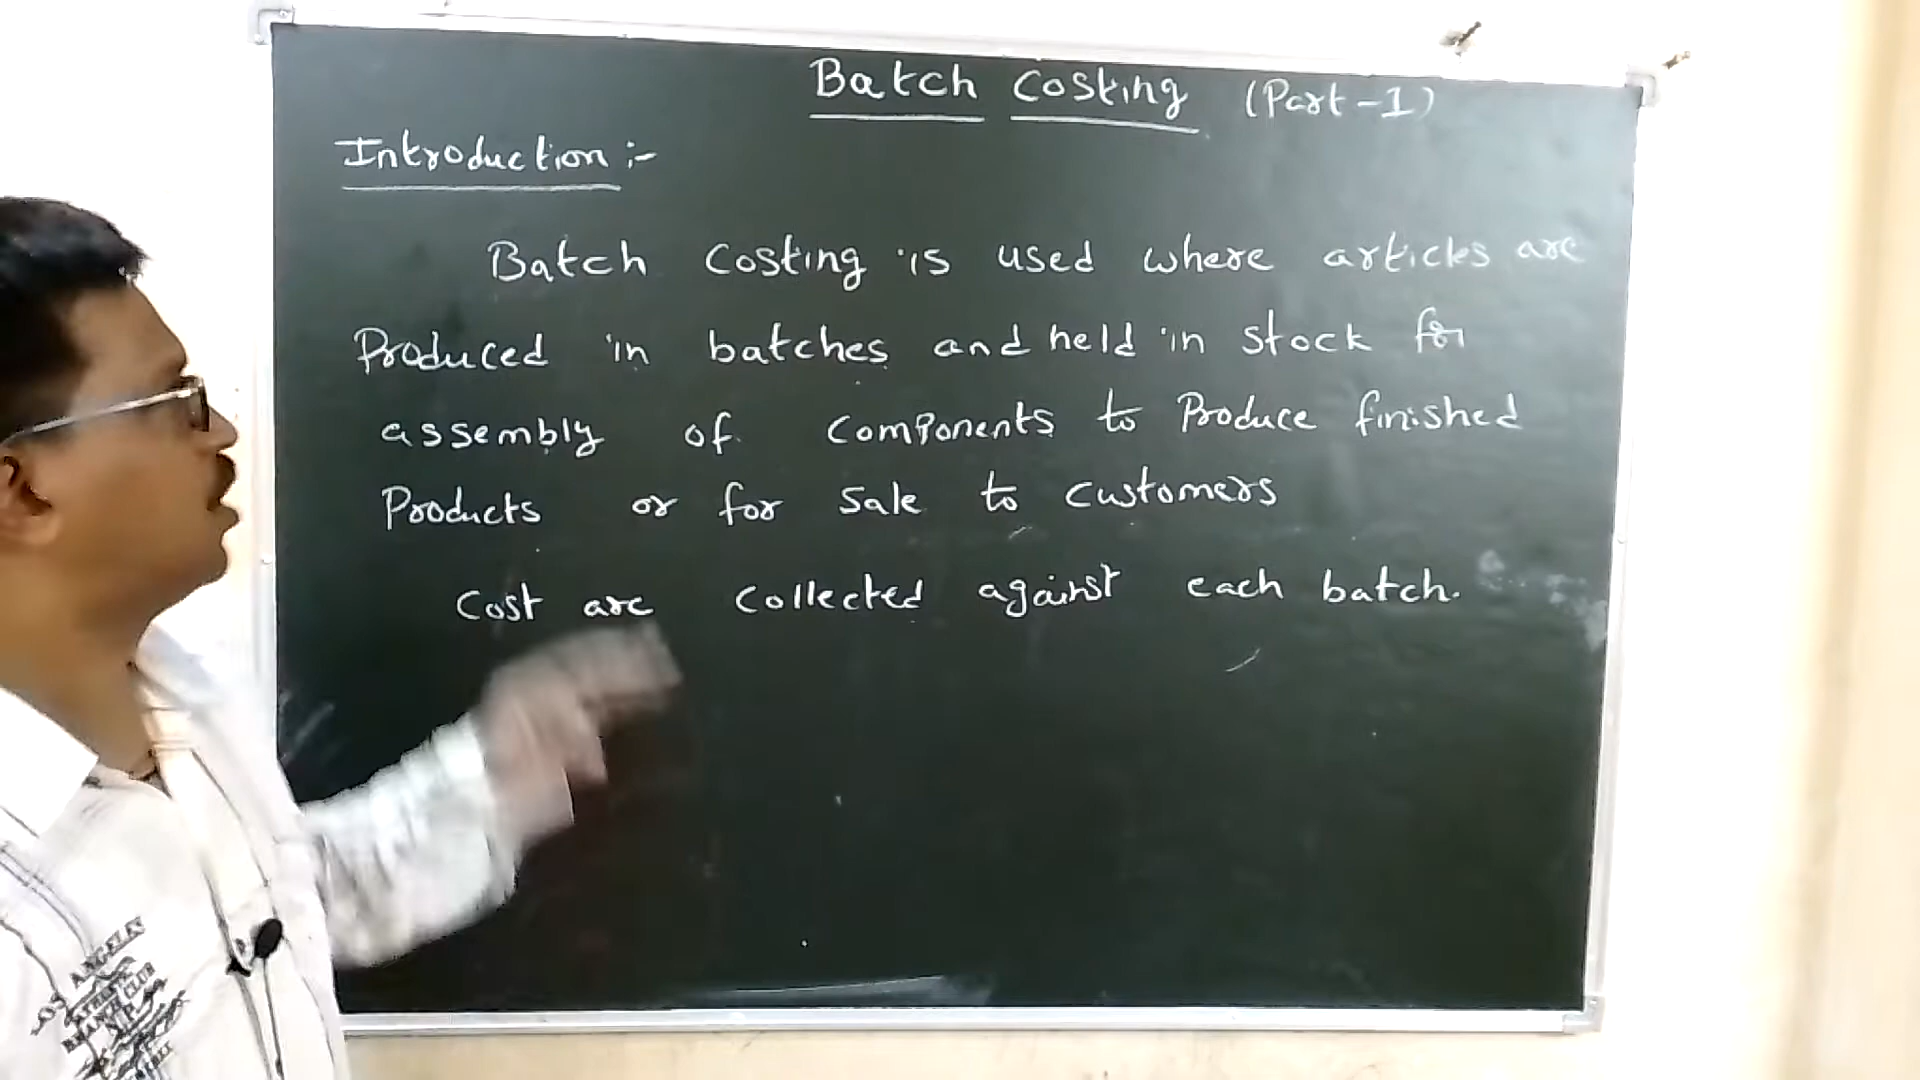 Batch Costing (Part-1)
Introduction :-
Batch Costing is used where articles are
Produced in batches and held in stock for
assembly of components to Produce finished
Products or for sale to customers
Cost are collected against each batch.
LOS ANGELES